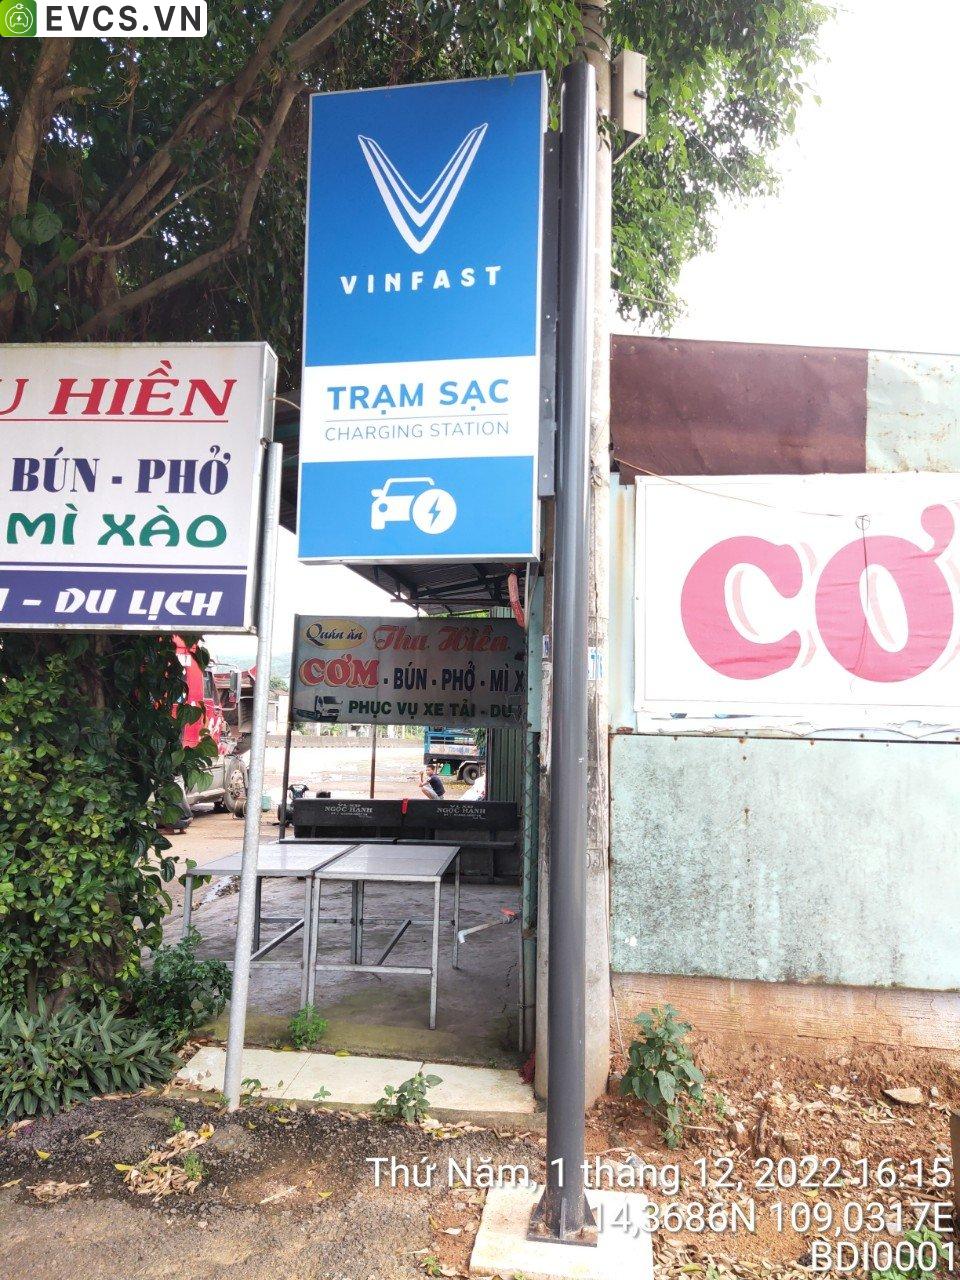 EVCS.VN
VINFAST
TRẠM SẠC
CHARGING STATION
U HIỀN
BÚN - PHỞ
MÌ XÀO
- DU LỊCH
CƠ
Quán ăn Thu Hiền
CƠM - BÚN - PHỞ - MÌ X
PHỤC VỤ XE TẢI - DU
NGỌC HẠNH
NGỌC HẠNH
Thứ Năm, 1 tháng 12, 2022 16:15
14,3686N 109,0317E
BDI0001